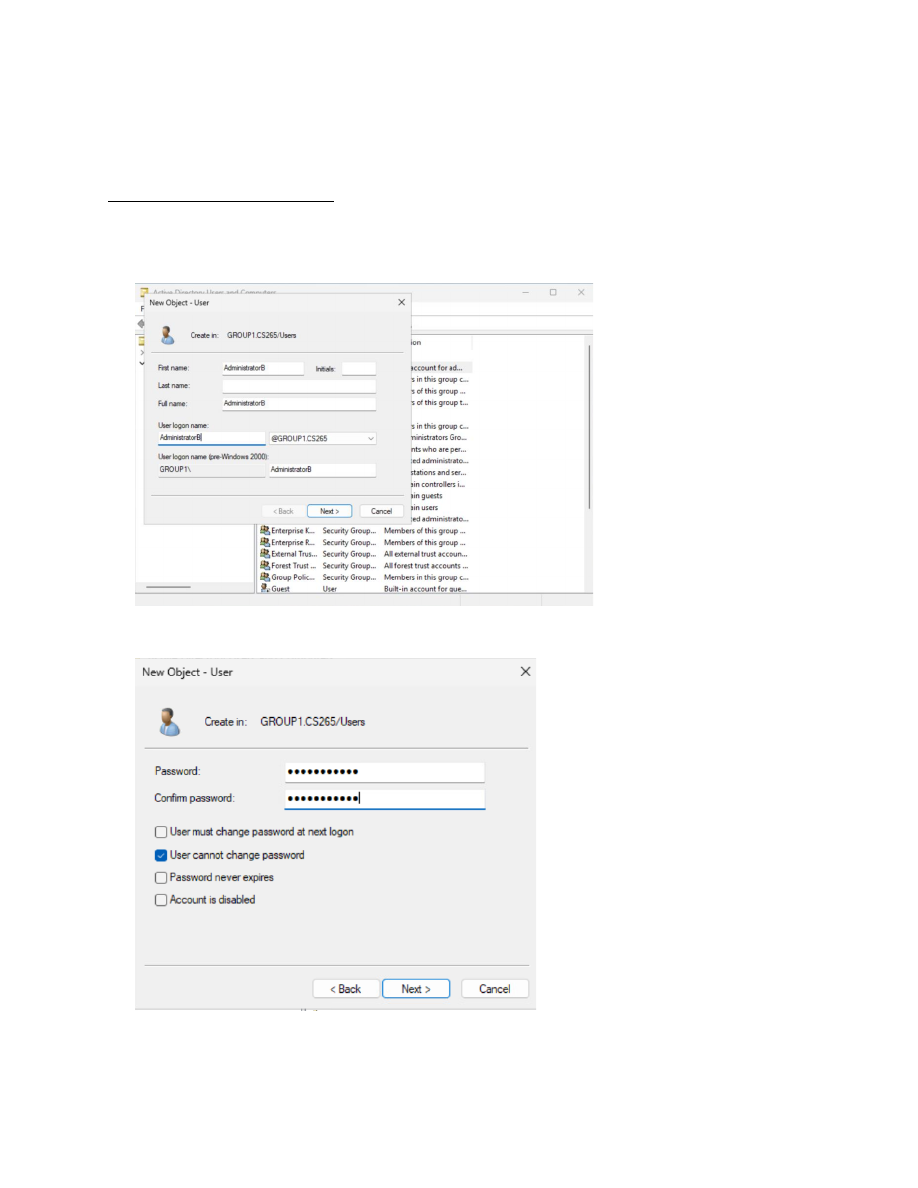 Active Directory Users and Computers
New Object - User
Create in: GROUP1.CS265/Users
First name: AdministratorB Initials:
Last name:
Full name: AdministratorB
User logon name:
AdministratorB @GROUP1.CS265
User logon name (pre-Windows 2000):
GROUP1\ AdministratorB
< Back Next > Cancel
account for ad...
s in this group c...
s of this group ...
s of this group t...
s in this group c...
ministrators Gro...
nts who are per...
ted administrato...
stations and ser...
ain controllers i...
ain guests
ain users
ted administrato...
Enterprise K... Security Group... Members of this group ...
Enterprise R... Security Group... Members of this group ...
External Trus... Security Group... All external trust accoun...
Forest Trust ... Security Group... All forest trust accounts ...
Group Polic... Security Group... Members in this group c...
Guest User Built-in account for gue...
New Object - User
Create in: GROUP1.CS265/Users
Password: ●●●●●●●●●●●
Confirm password: ●●●●●●●●●●●
User must change password at next logon
User cannot change password
Password never expires
Account is disabled
< Back Next > Cancel